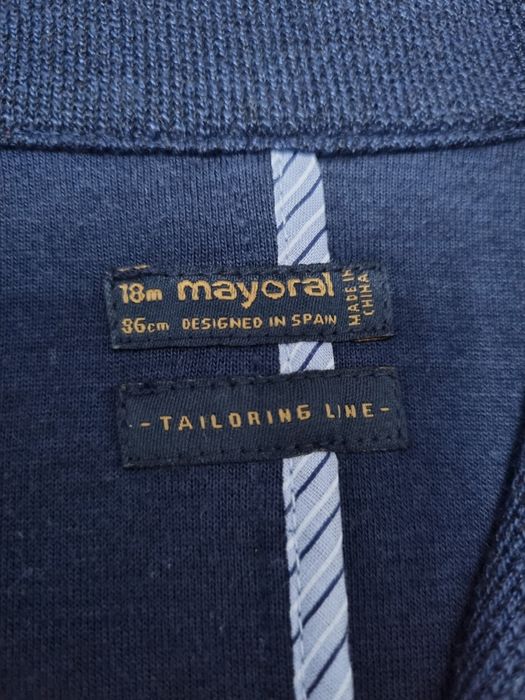 18m mayoral
86cm DESIGNED IN SPAIN
MADE IN
CHINA
- TAILORING LINE -